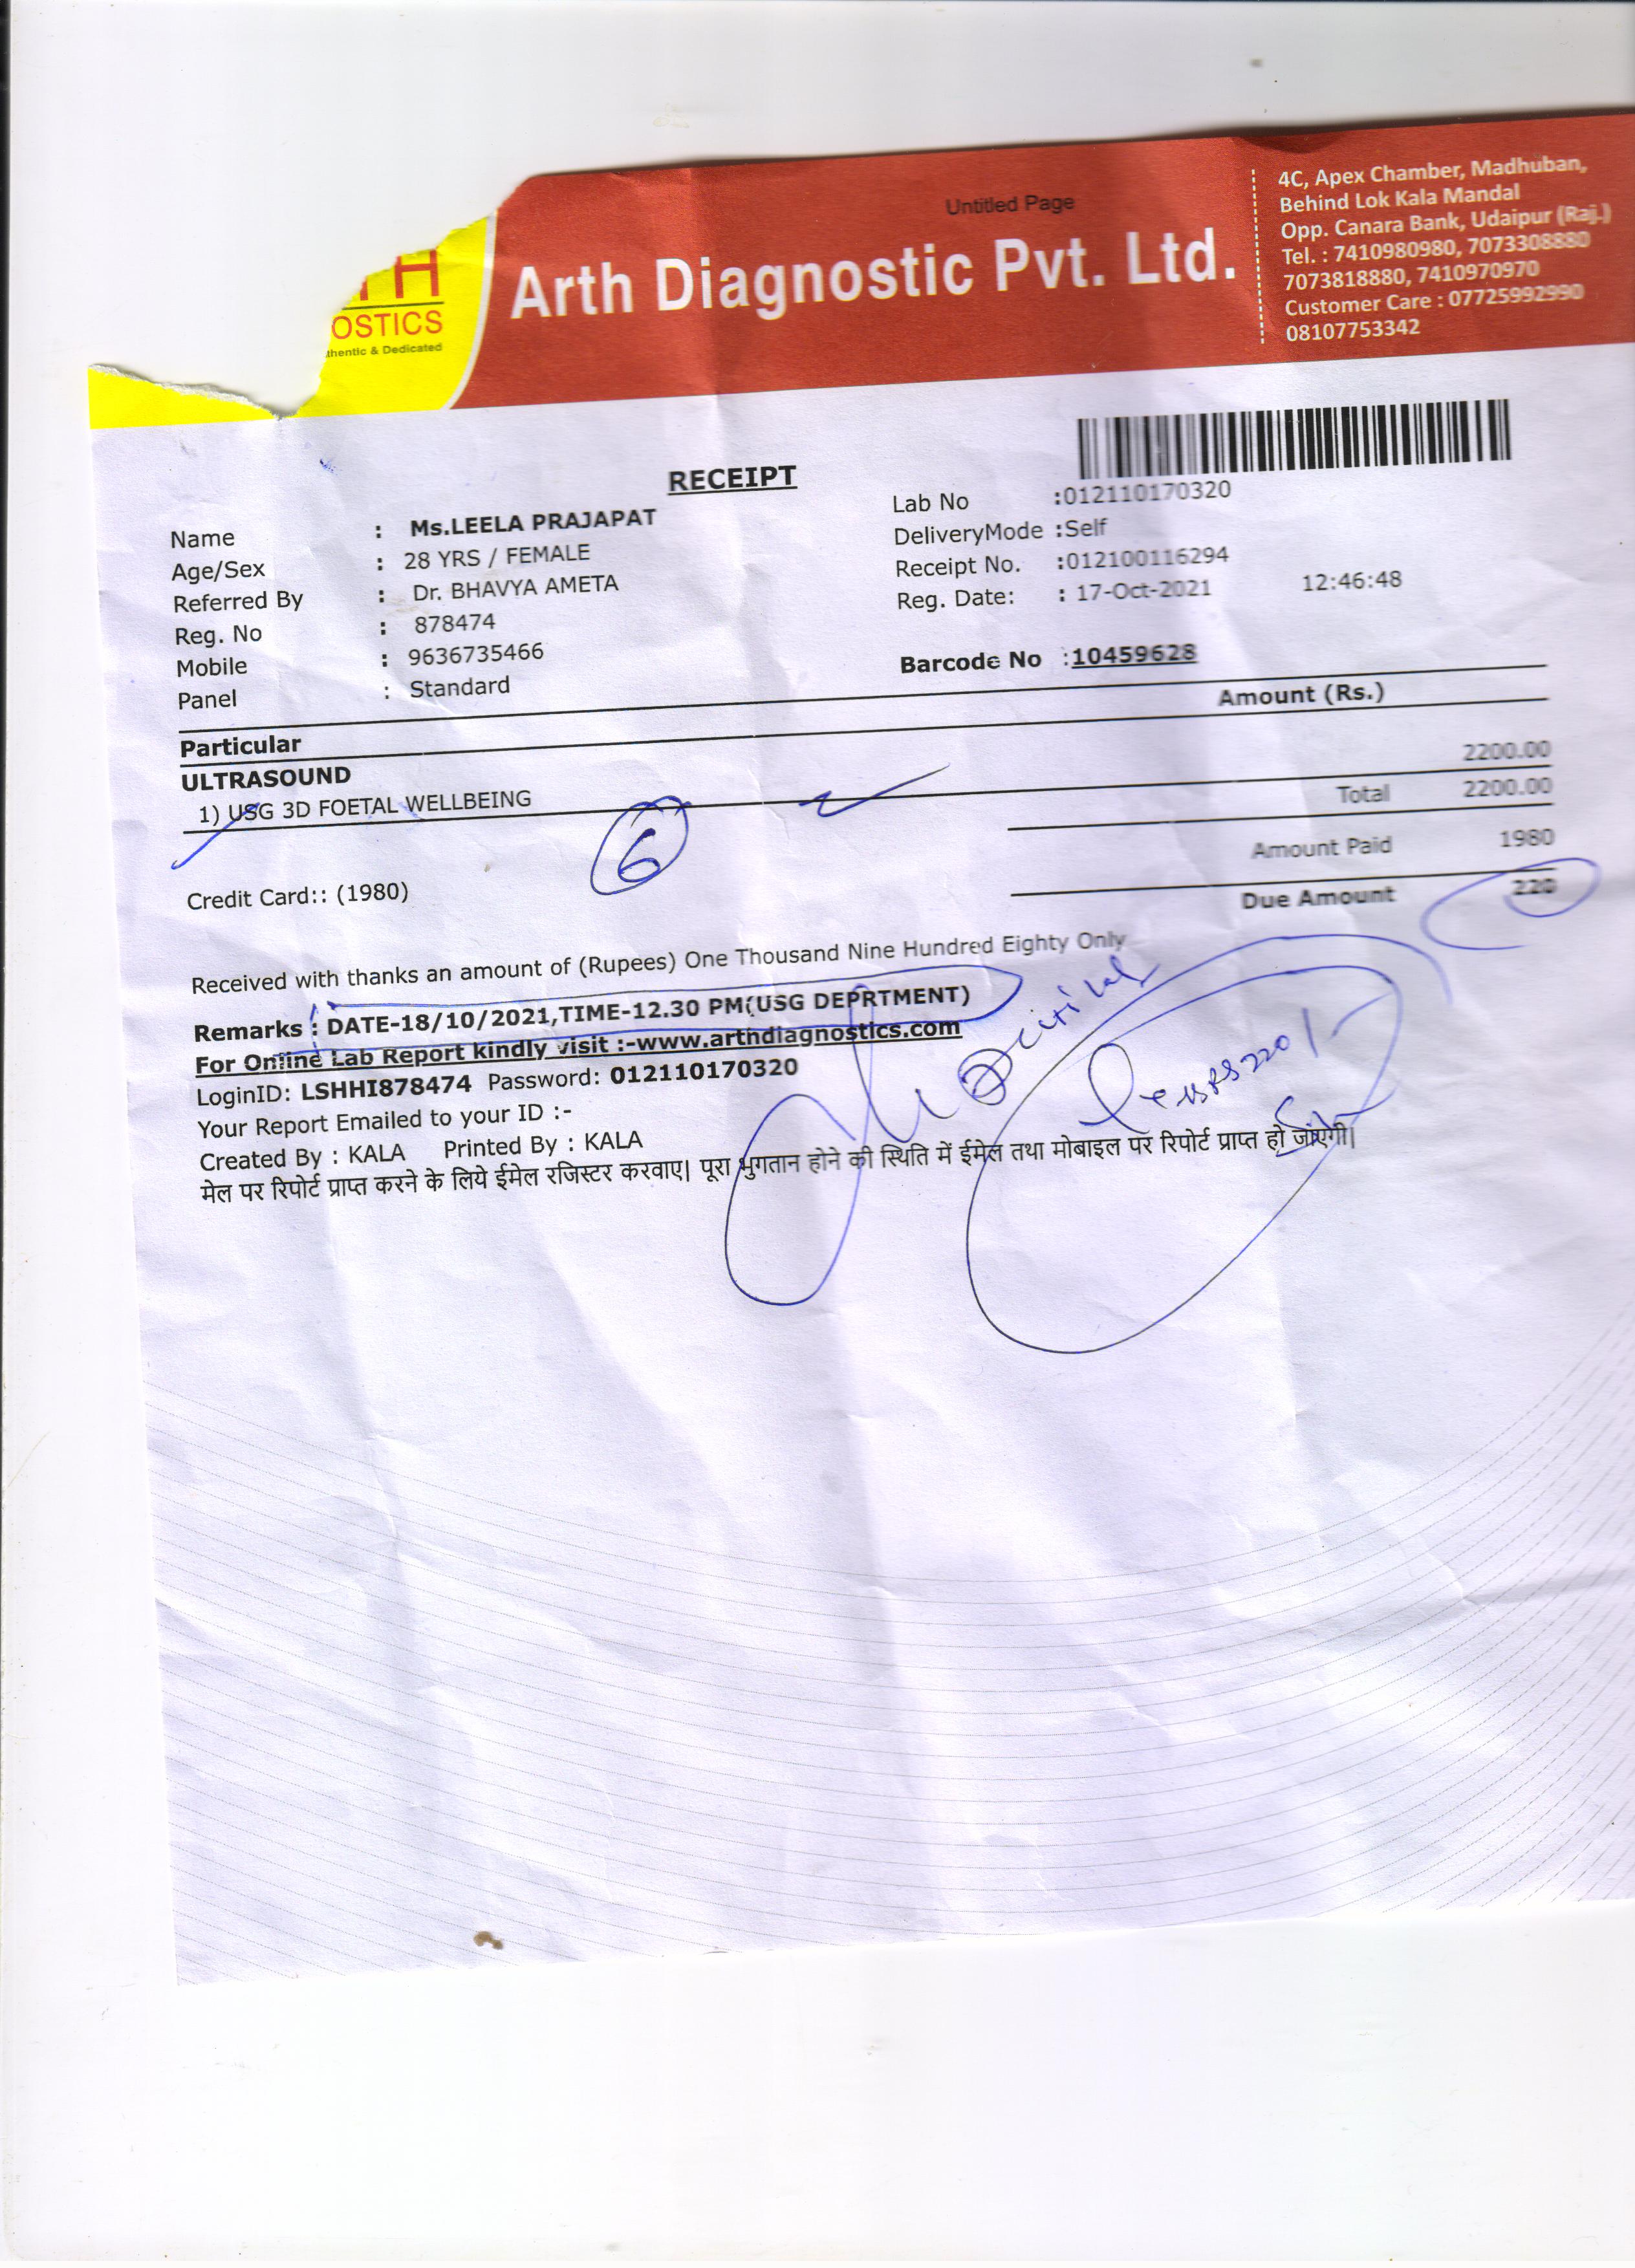 Untitled Page
OSTICS
thentic & Dedicated
Arth Diagnostic Pvt. Ltd.
4C, Apex Chamber, Madhuban,
Behind Lok Kala Mandal
Opp. Canara Bank, Udaipur (Raj.)
Tel. : 7410980980, 7073308880
7073818880, 7410970970
Customer Care : 07725992990
08107753342
RECEIPT
Name : Ms.LEELA PRAJAPAT
Age/Sex : 28 YRS / FEMALE
Referred By : Dr. BHAVYA AMETA
Reg. No : 878474
Mobile : 9636735466
Panel : Standard
Lab No :012110170320
DeliveryMode :Self
Receipt No. :012100116294
Reg. Date: : 17-Oct-2021 12:46:48
Barcode No :10459628
Particular Amount (Rs.)
ULTRASOUND
1) USG 3D FOETAL WELLBEING 2200.00
Total 2200.00
6
Amount Paid 1980
Credit Card:: (1980) Due Amount 220
Received with thanks an amount of (Rupees) One Thousand Nine Hundred Eighty Only
Remarks : DATE-18/10/2021,TIME-12.30 PM(USG DEPRTMENT)
For Online Lab Report kindly visit :-www.arthdiagnostics.com
LoginID: LSHHI878474 Password: 012110170320
Your Report Emailed to your ID :-
Created By : KALA Printed By : KALA
मेल पर रिपोर्ट प्राप्त करने के लिये ईमेल रजिस्टर करवाए। पूरा भुगतान होने की स्थिति में ईमेल तथा मोबाइल पर रिपोर्ट प्राप्त हो जाएगी।